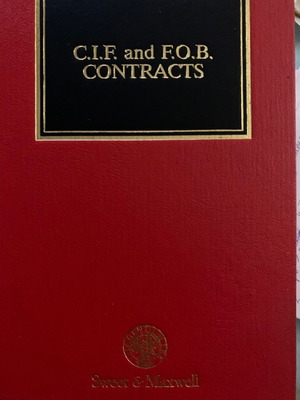 C.I.F. and F.O.B.
CONTRACTS
Sweet & Maxwell